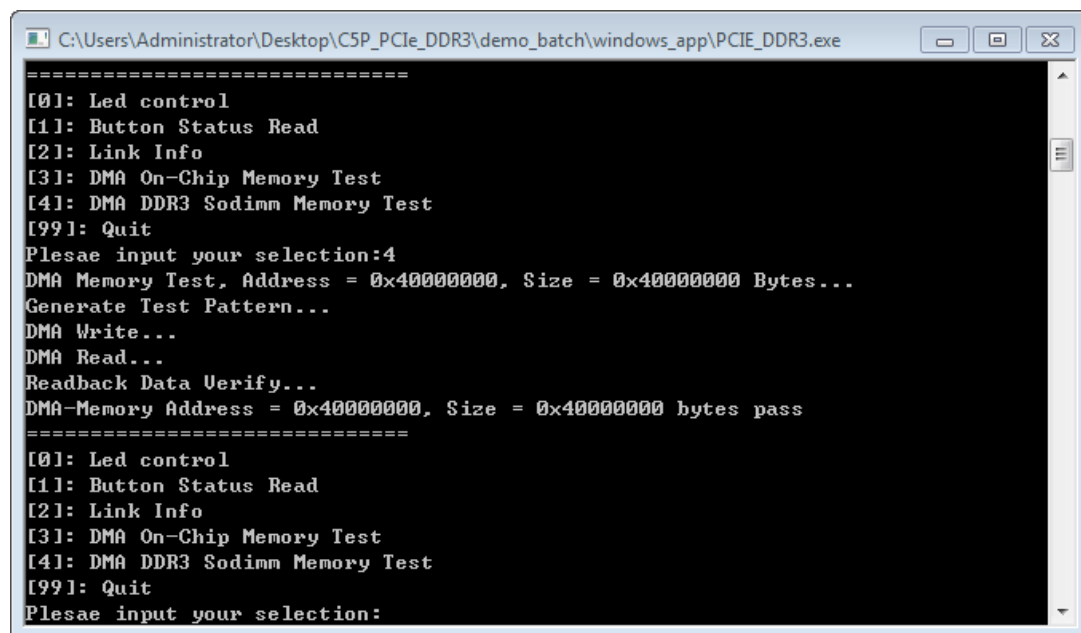 C:\Users\Administrator\Desktop\C5P_PCIe_DDR3\demo_batch\windows_app\PCIE_DDR3.exe
==============================
[0]: Led control
[1]: Button Status Read
[2]: Link Info
[3]: DMA On-Chip Memory Test
[4]: DMA DDR3 Sodimm Memory Test
[99]: Quit
Plesae input your selection:4
DMA Memory Test, Address = 0x40000000, Size = 0x40000000 Bytes...
Generate Test Pattern...
DMA Write...
DMA Read...
Readback Data Verify...
DMA-Memory Address = 0x40000000, Size = 0x40000000 bytes pass
==============================
[0]: Led control
[1]: Button Status Read
[2]: Link Info
[3]: DMA On-Chip Memory Test
[4]: DMA DDR3 Sodimm Memory Test
[99]: Quit
Plesae input your selection: